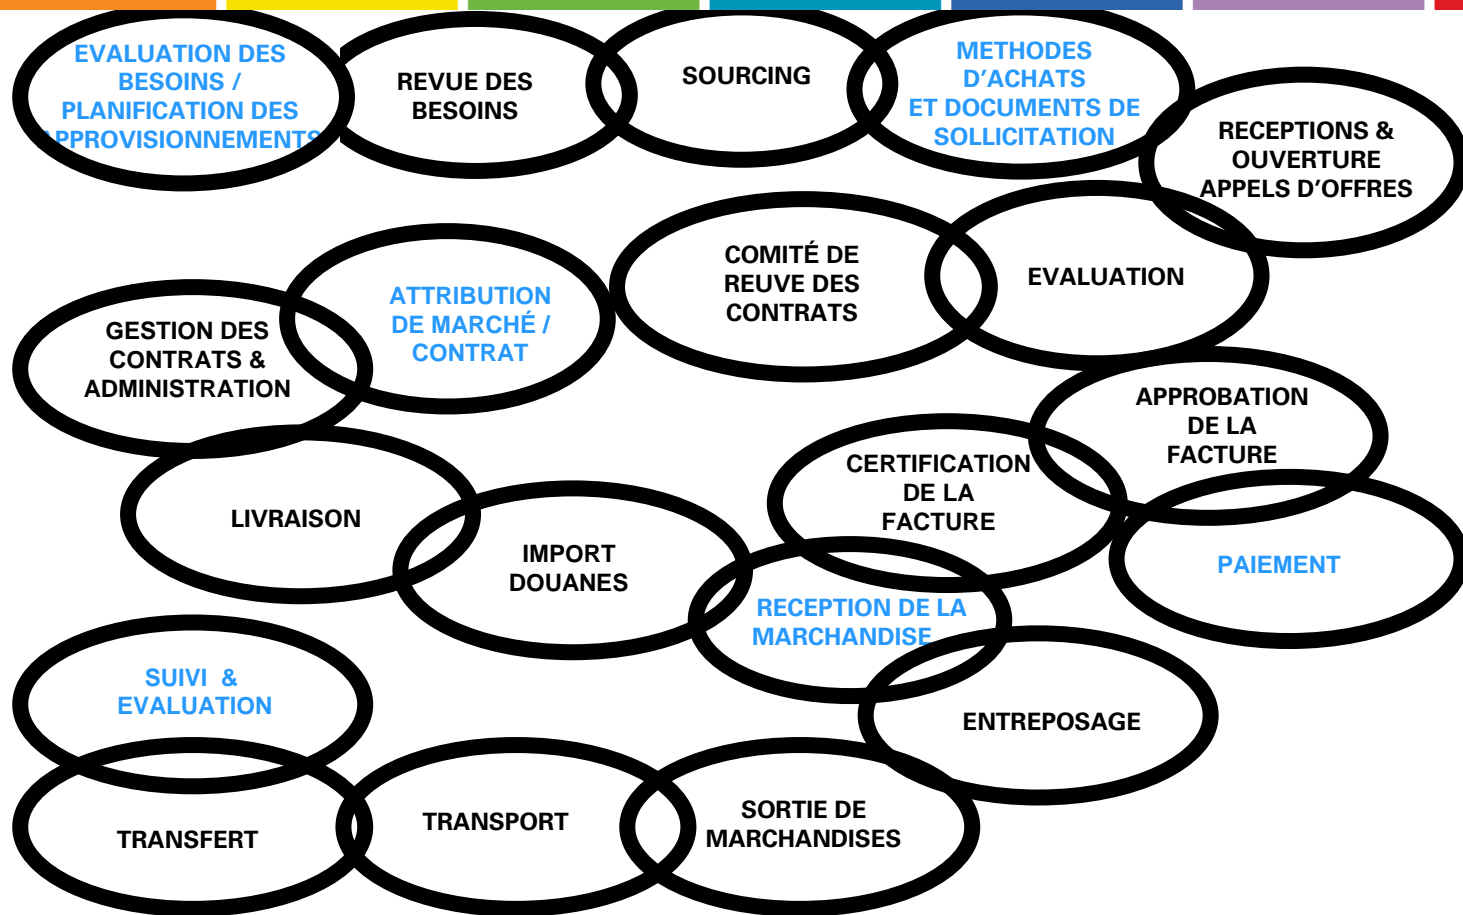 EVALUATION DES
BESOINS /
PLANIFICATION DES
APPROVISIONNEMENTS
REVUE DES
BESOINS
SOURCING
METHODES
D'ACHATS
ET DOCUMENTS DE
SOLLICITATION
RECEPTIONS &
OUVERTURE
APPELS D'OFFRES
EVALUATION
COMITÉ DE
REUVE DES
CONTRATS
ATTRIBUTION
DE MARCHÉ /
CONTRAT
GESTION DES
CONTRATS &
ADMINISTRATION
LIVRAISON
IMPORT
DOUANES
RECEPTION DE LA
MARCHANDISE
CERTIFICATION
DE LA
FACTURE
APPROBATION
DE LA
FACTURE
PAIEMENT
ENTREPOSAGE
SORTIE DE
MARCHANDISES
TRANSPORT
TRANSFERT
SUIVI & 
EVALUATION